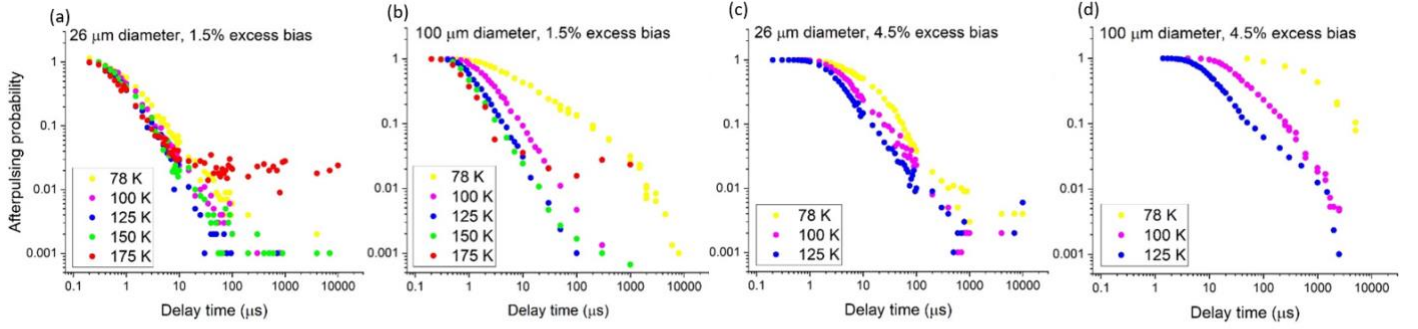 (a)
26 μm diameter, 1.5% excess bias
Afterpulsing probability
1
0.1
0.01
0.001
78 K
100 K
125 K
150 K
175 K
0.1 1 10 100 1000 10000
Delay time (μs)
(b)
100 μm diameter, 1.5% excess bias
1
0.1
0.01
0.001
78 K
100 K
125 K
150 K
175 K
0.1 1 10 100 1000 10000
Delay time (μs)
(c)
26 μm diameter, 4.5% excess bias
1
0.1
0.01
0.001
78 K
100 K
125 K
0.1 1 10 100 1000 10000
Delay time (μs)
(d)
100 μm diameter, 4.5% excess bias
1
0.1
0.01
0.001
78 K
100 K
125 K
0.1 1 10 100 1000 10000
Delay time (μs)